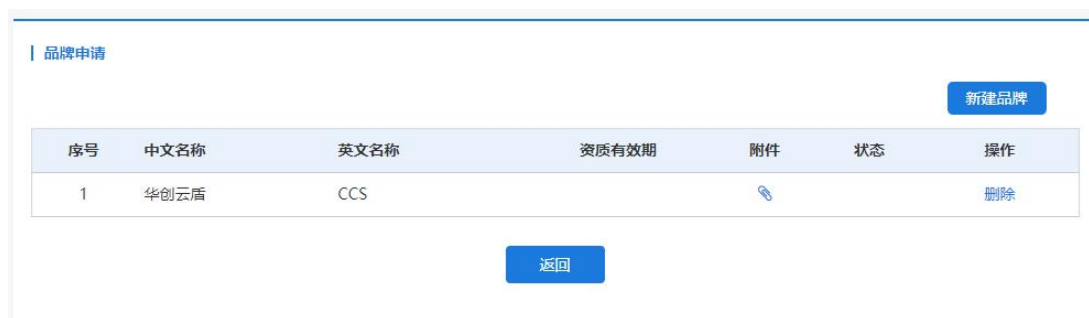 品牌申请
新建品牌
序号 中文名称 英文名称 资质有效期 附件 状态 操作
1 华创云盾 CCS 删除
返回